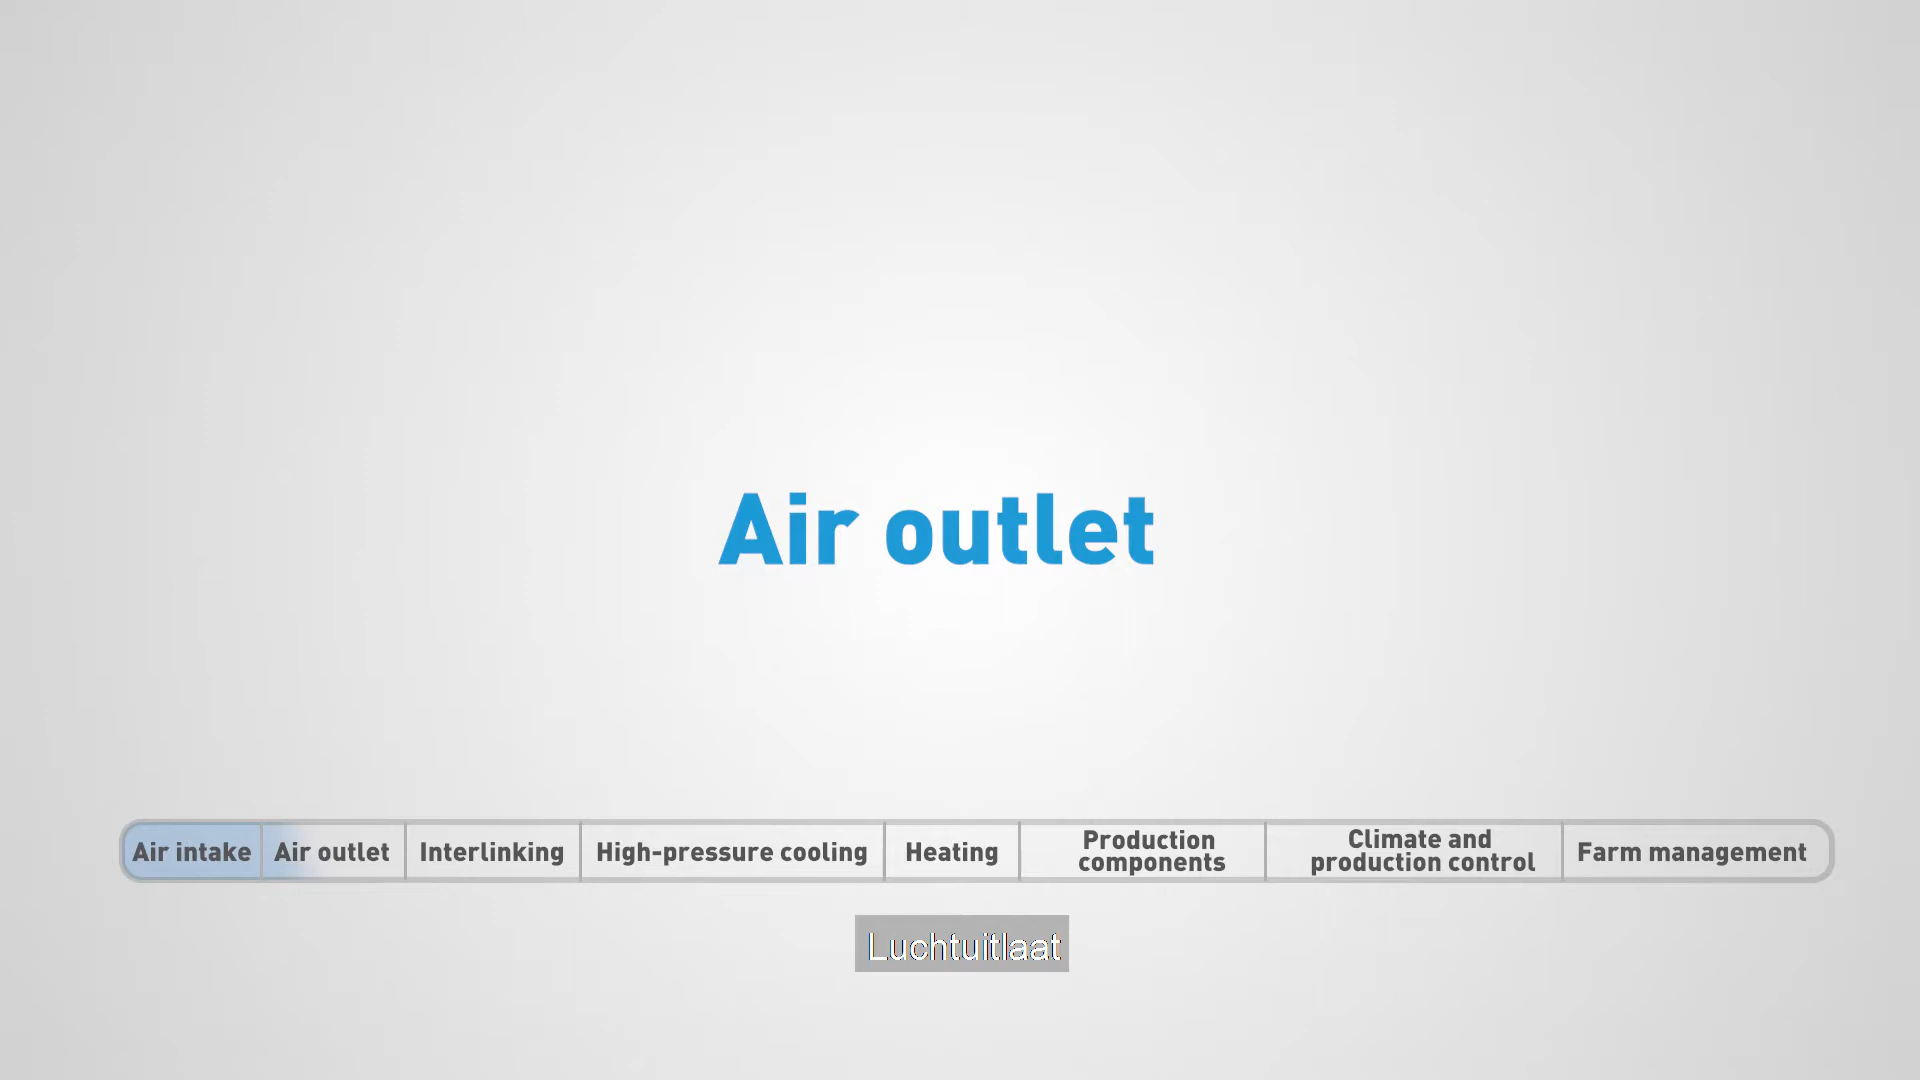 Air outlet
Air intake
Air outlet
Interlinking
High-pressure cooling
Heating
Production
components
Climate and
production control
Farm management
Luchtuitlaat